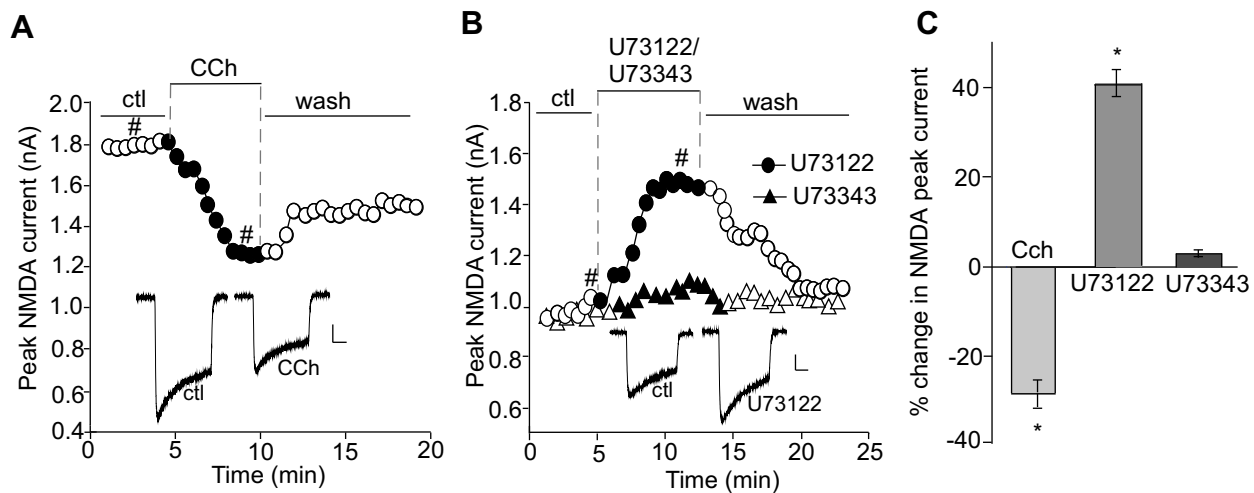 A
CCh
ctl
wash
#
#
Peak NMDA current (nA)
2.0
1.8
1.6
1.4
1.2
1.0
0.8
0.6
0.4
ctl
CCh
0
5
10
15
20
Time (min)
B
U73122/
U73343
ctl
wash
#
#
U73122
U73343
Peak NMDA current (nA)
1.8
1.6
1.4
1.2
1.0
0.8
0.6
ctl
U73122
0
5
10
15
20
25
Time (min)
C
% change in NMDA peak current
40
20
0
-20
-40
*
Cch
U73122
U73343
*